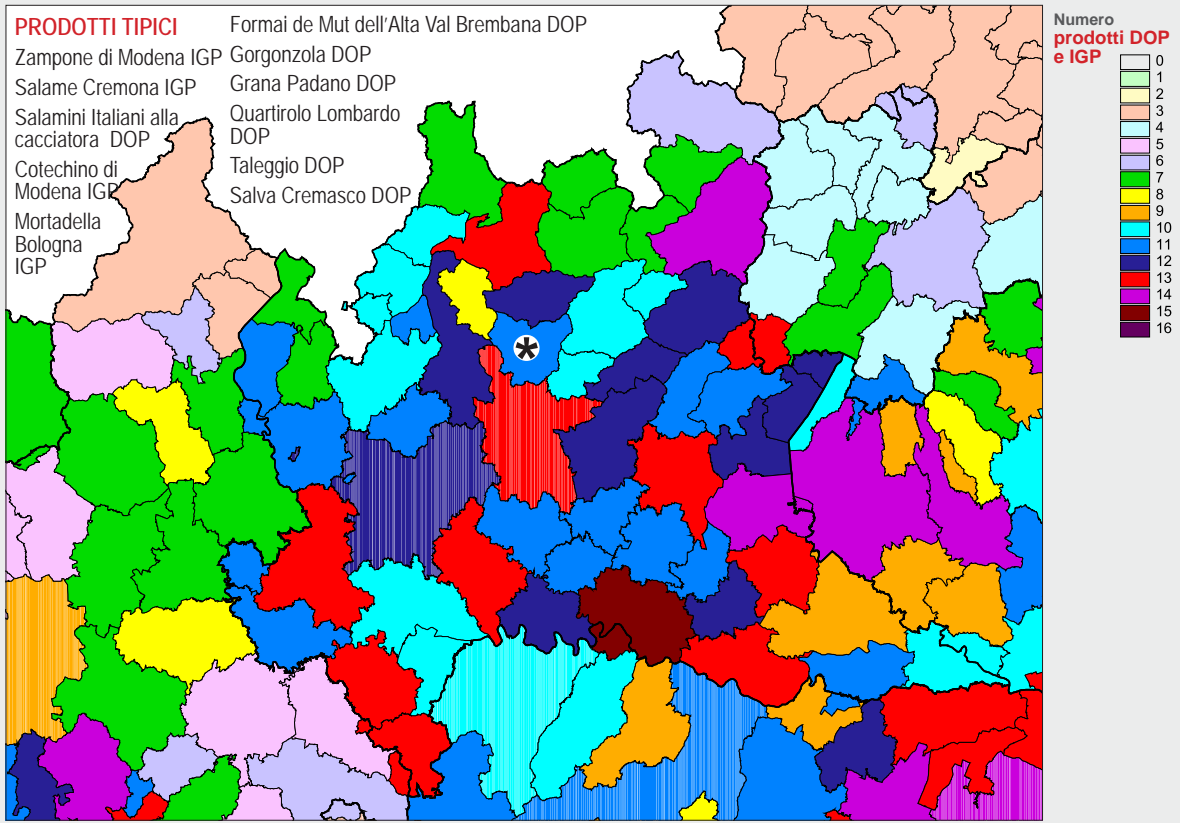 PRODOTTI TIPICI
Zampone di Modena IGP
Salame Cremona IGP
Salamini Italiani alla
cacciatora DOP
Cotechino di
Modena IGP
Mortadella
Bologna
IGP
Formai de Mut dell'Alta Val Brembana DOP
Gorgonzola DOP
Grana Padano DOP
Quartirolo Lombardo
DOP
Taleggio DOP
Salva Cremasco DOP
*
Numero
prodotti DOP
e IGP
0
1
2
3
4
5
6
7
8
9
10
11
12
13
14
15
16